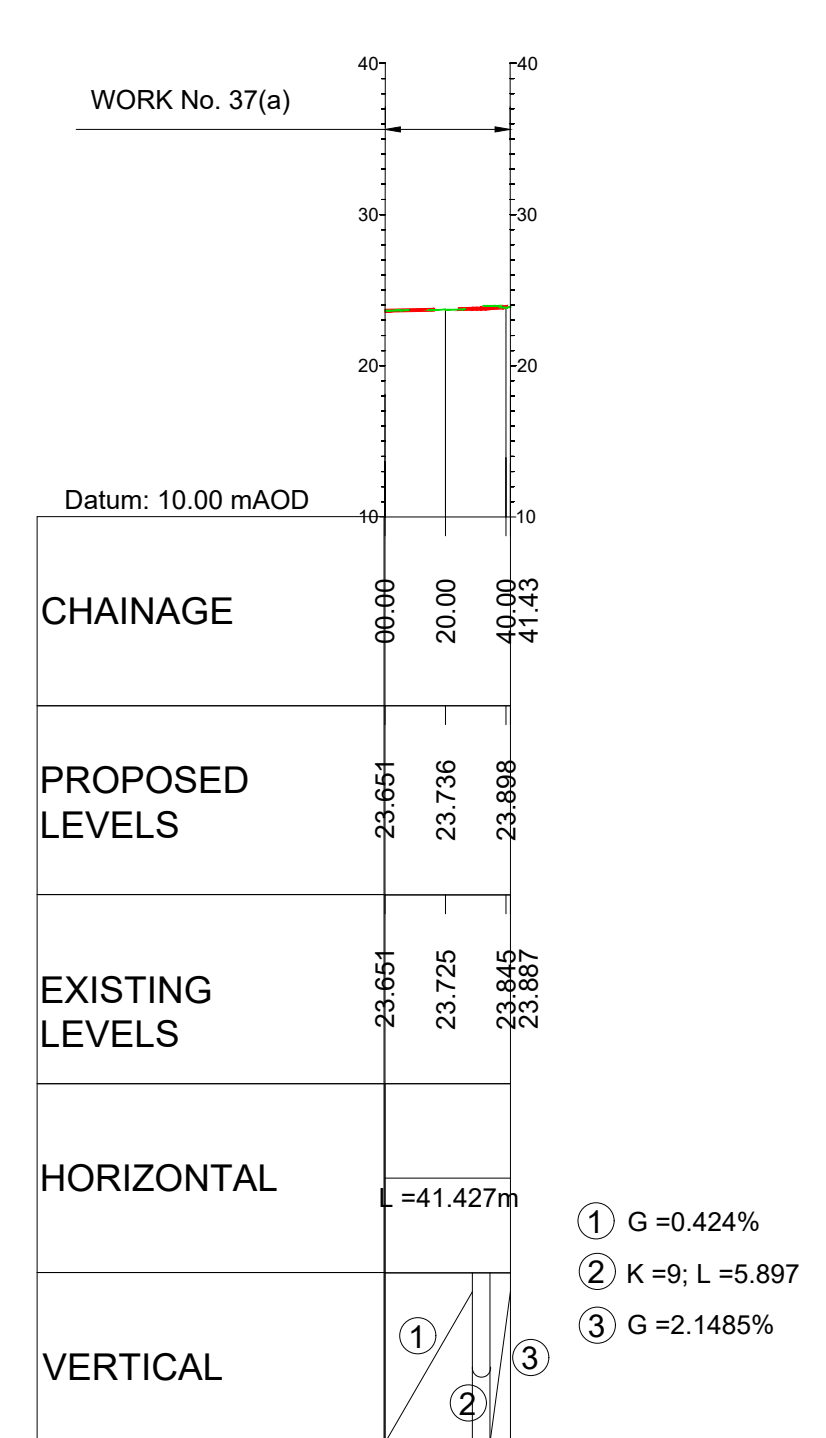 40 40
WORK No. 37(a)
30 30
20 20
Datum: 10.00 mAOD
10 10
CHAINAGE 00.00 20.00 40.00 41.43
PROPOSED
LEVELS
23.651 23.736 23.898
EXISTING
LEVELS
23.651 23.725 23.845 23.887
HORIZONTAL
L =41.427m
1 G =0.424%
2 K =9; L =5.897
3 G =2.1485%
VERTICAL
1
2
3